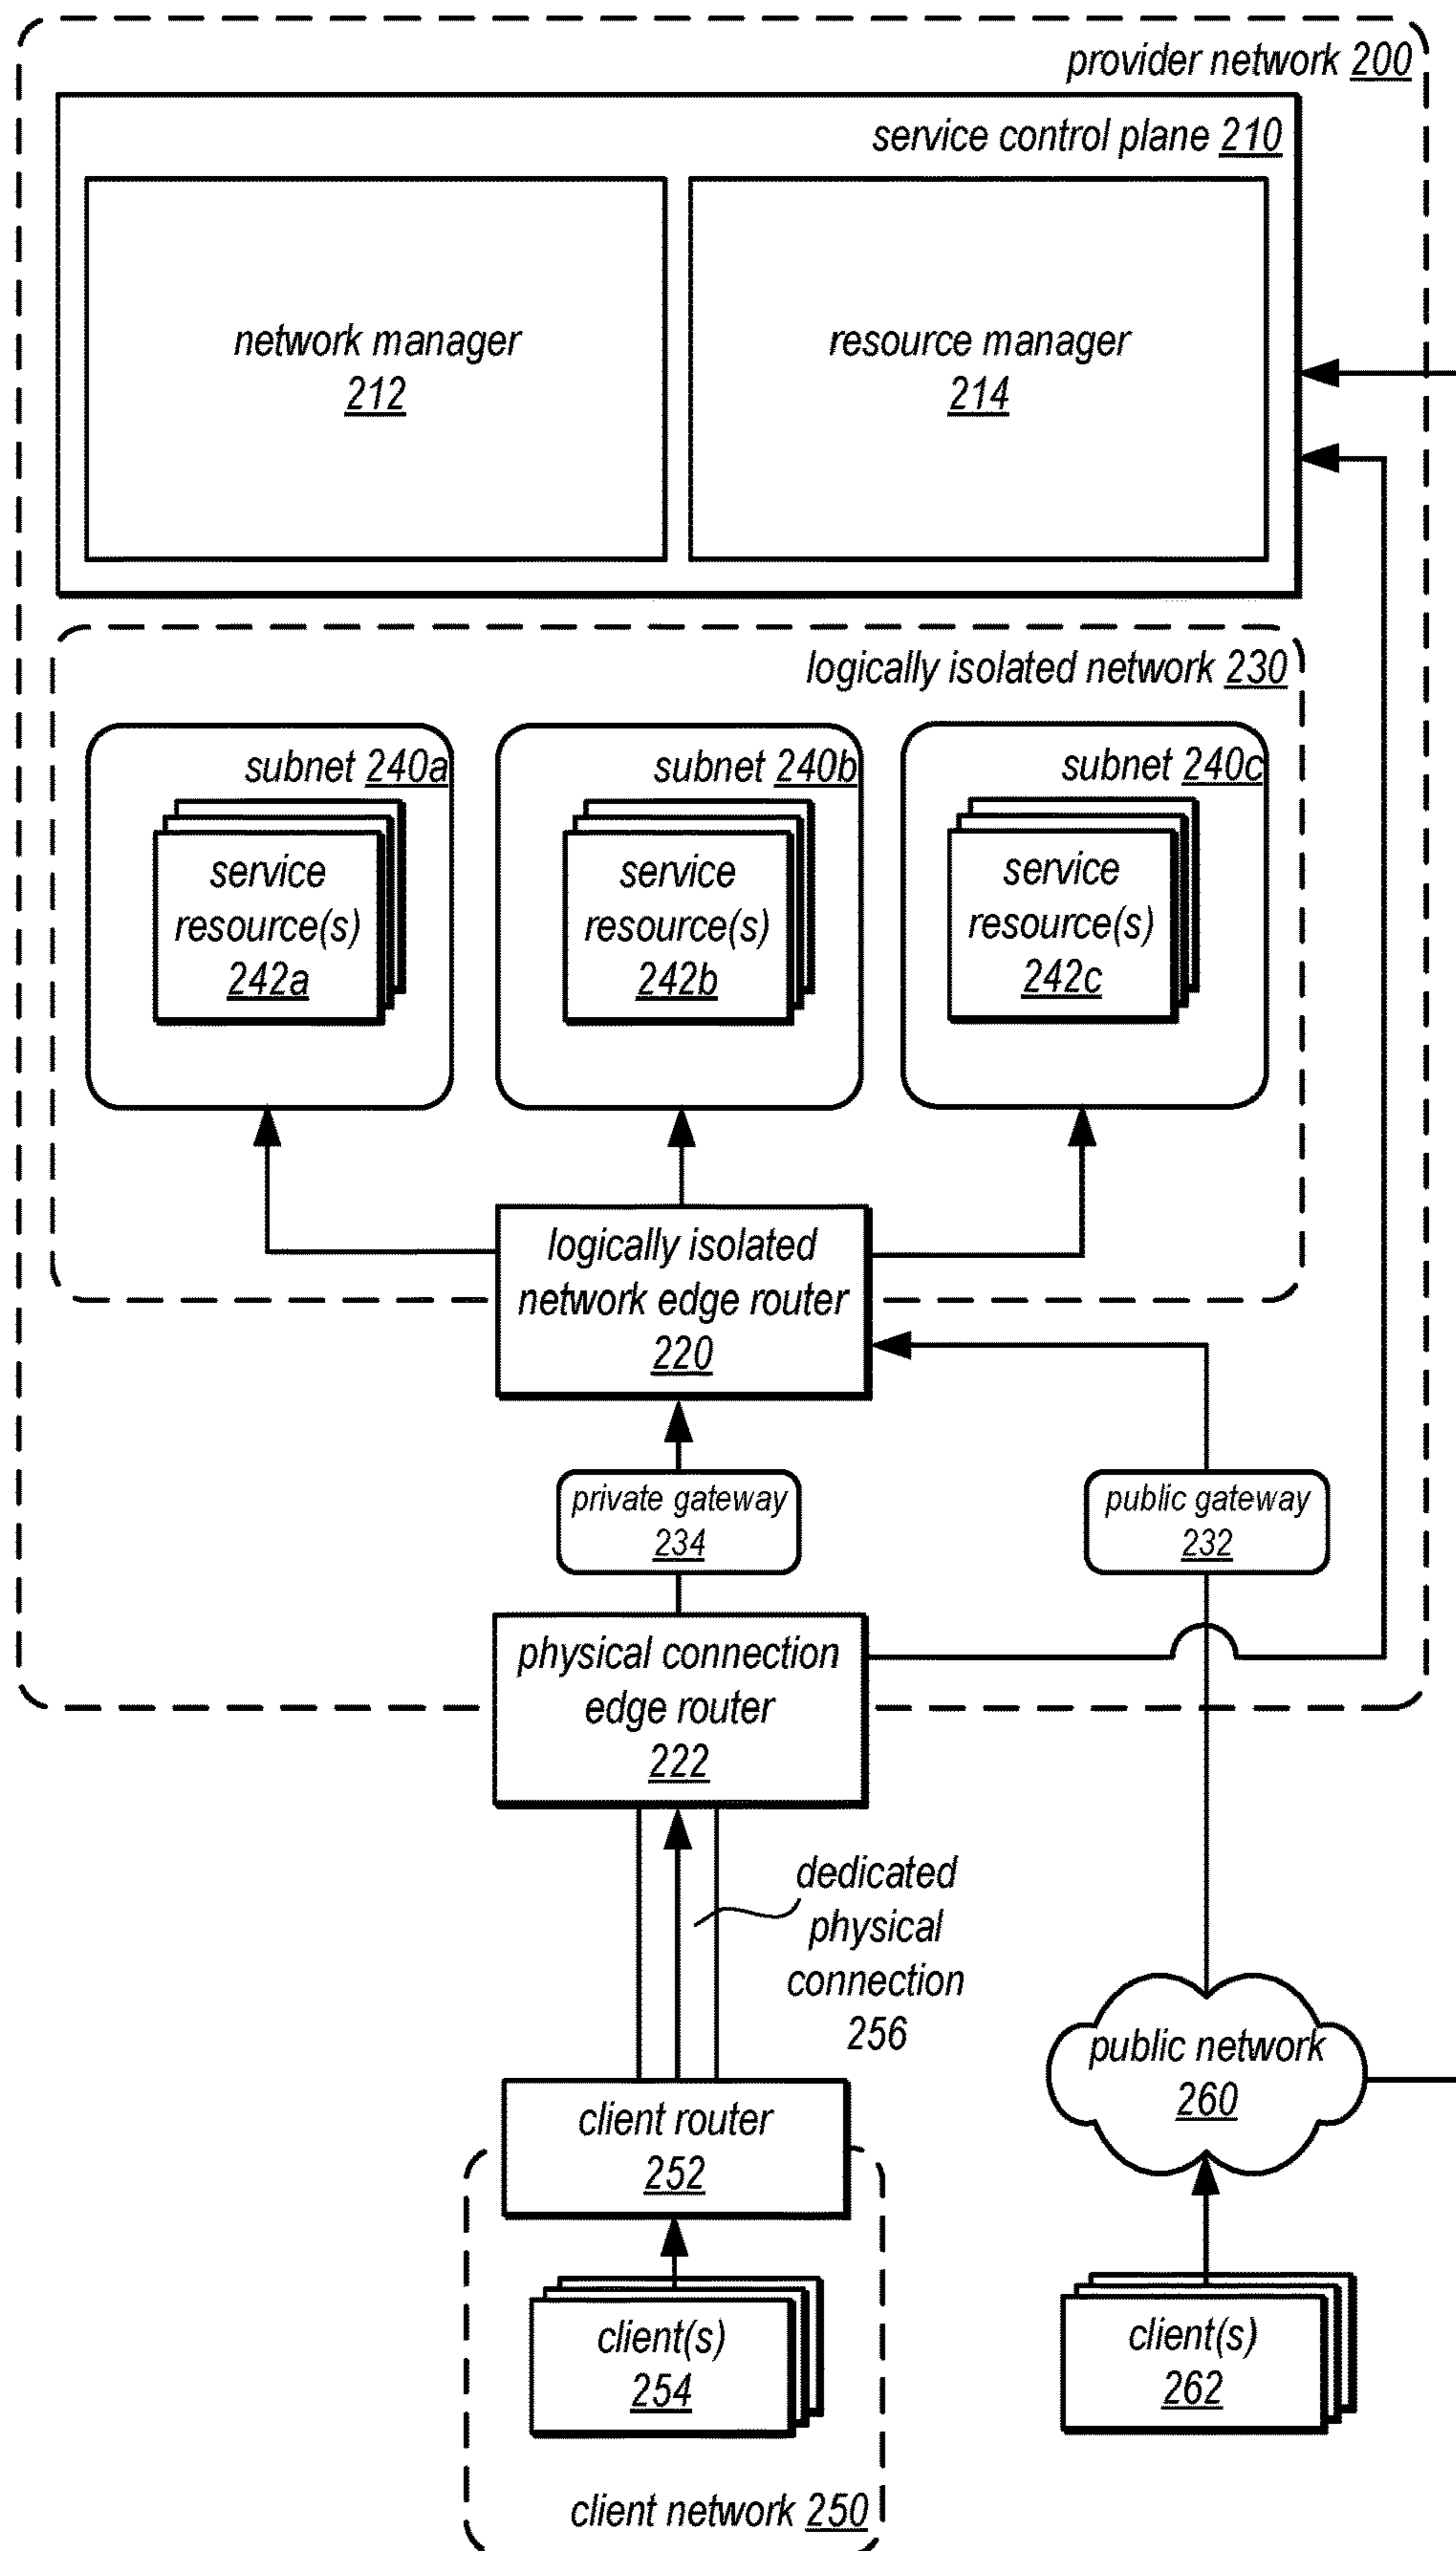 provider network 200
service control plane 210
network manager
212
resource manager
214
logically isolated network 230
subnet 240a
service
resource(s)
242a
subnet 240b
service
resource(s)
242b
subnet 240c
service
resource(s)
242c
logically isolated
network edge router
220
private gateway
234
public gateway
232
physical connection
edge router
222
dedicated
physical
connection
256
public network
260
client router
252
client(s)
254
client(s)
262
client network 250